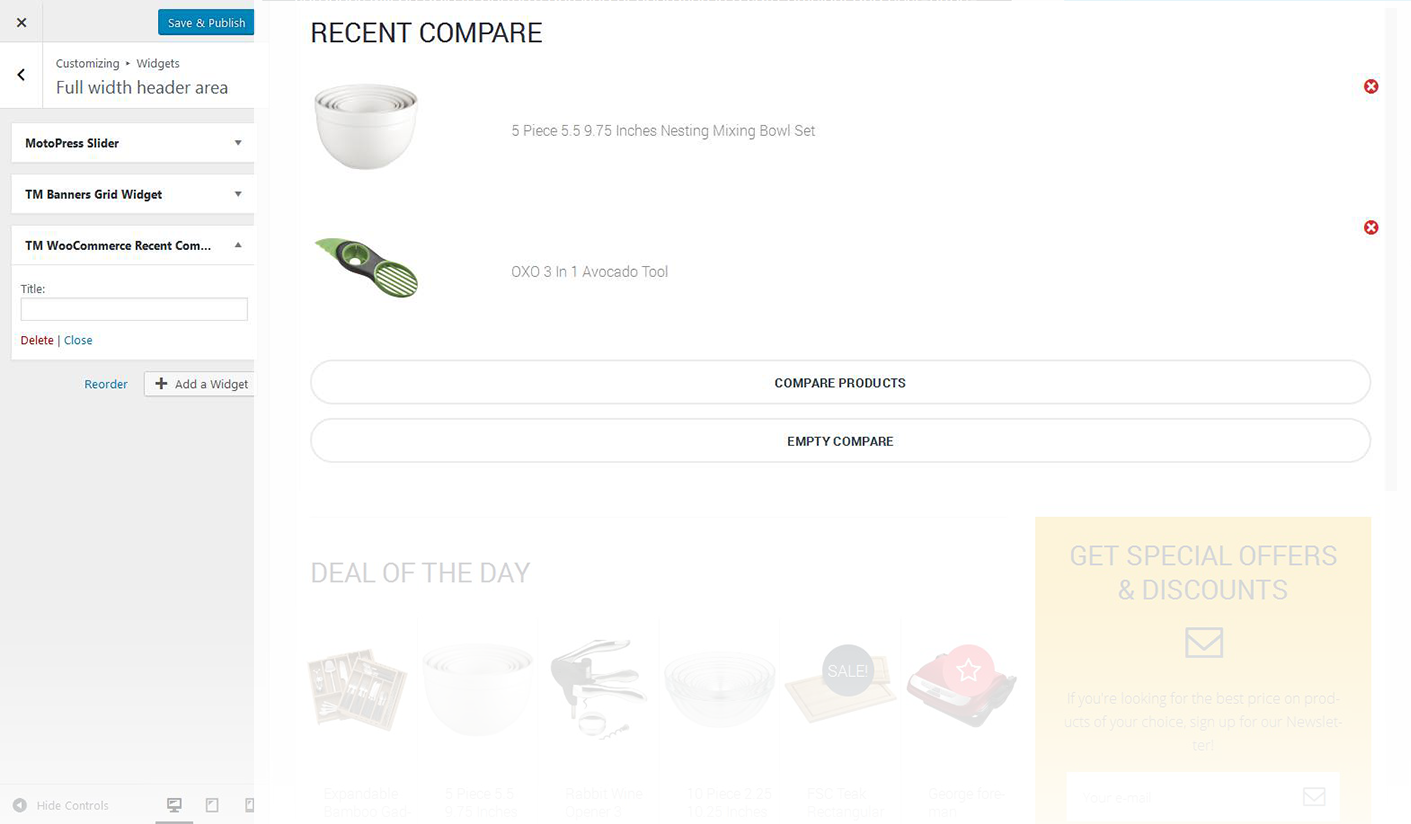 Save & Publish
Customizing ▸ Widgets
Full width header area
MotoPress Slider
TM Banners Grid Widget
TM WooCommerce Recent Com...
Title:
Delete | Close
Reorder
Add a Widget
Hide Controls
RECENT COMPARE
5 Piece 5.5 9.75 Inches Nesting Mixing Bowl Set
OXO 3 In 1 Avocado Tool
COMPARE PRODUCTS
EMPTY COMPARE
DEAL OF THE DAY
SALE!
Expandable
Bamboo Gad-
5 Piece 5.5
9.75 Inches
Rabbit Wine
Opener 3
10 Piece 2.25
10.25 Inches
FSC Teak
Rectangular
George fore-
man
GET SPECIAL OFFERS
& DISCOUNTS
If you're looking for the best price on prod-
ucts of your choice, sign up for our Newslet-
ter!
Your e-mail